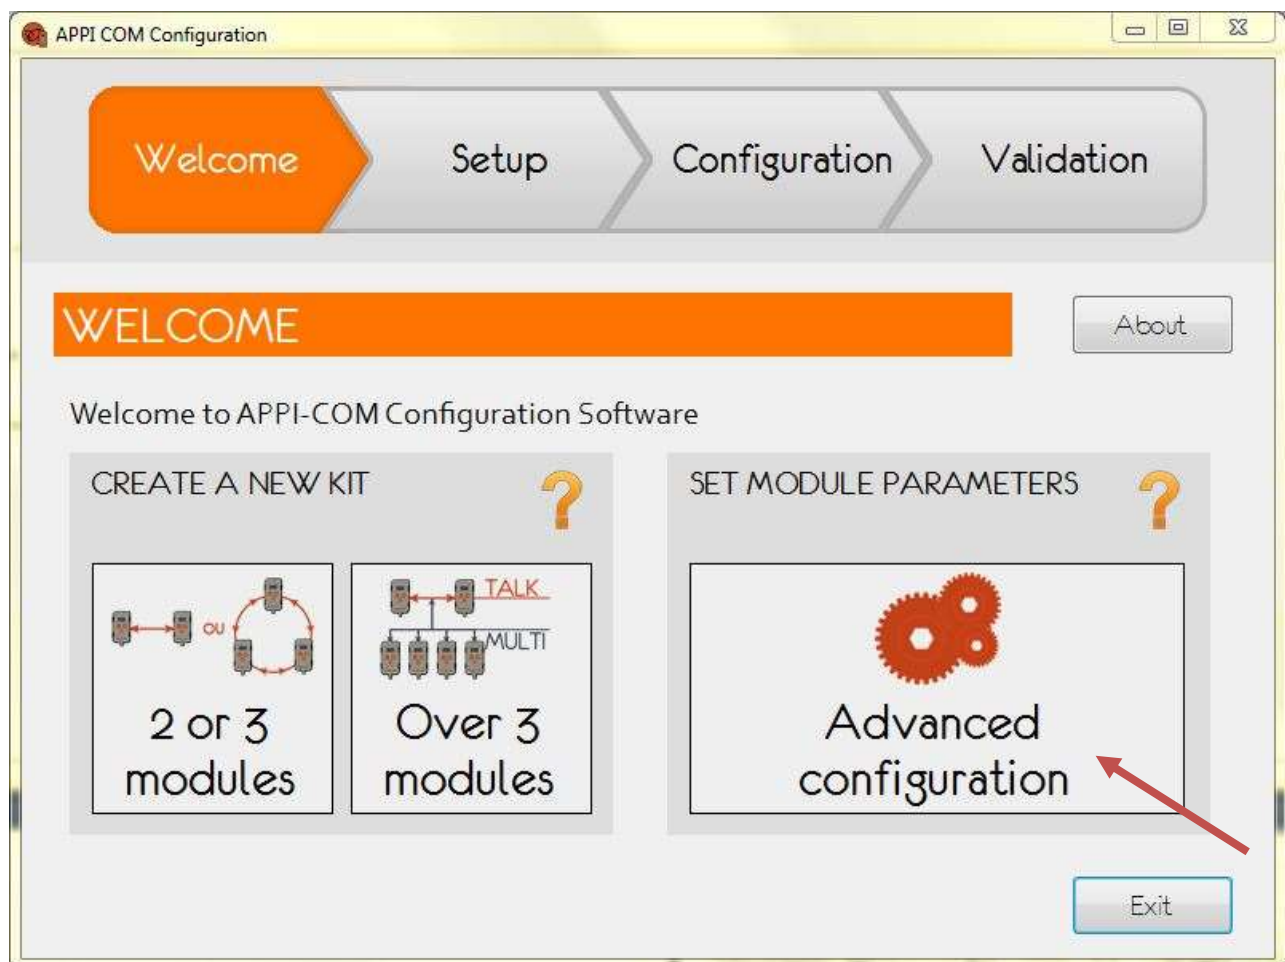 APPI COM Configuration
Welcome
Setup
Configuration
Validation
WELCOME
About
Welcome to APPI-COM Configuration Software
CREATE A NEW KIT
?
SET MODULE PARAMETERS
?
OU
TALK
MULTI
2 or 3
modules
Over 3
modules
Advanced
configuration
Exit